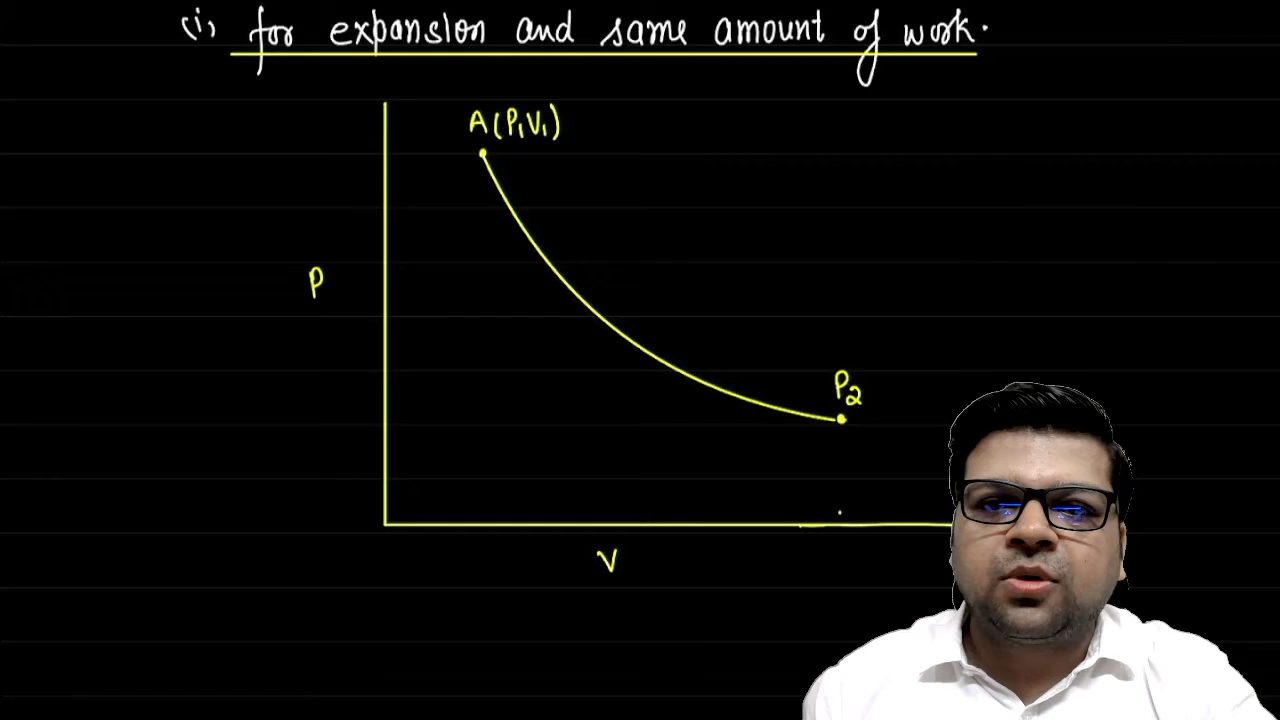 (i) for expansion and same amount of work.
A(P₁V₁)
P
P₂
V